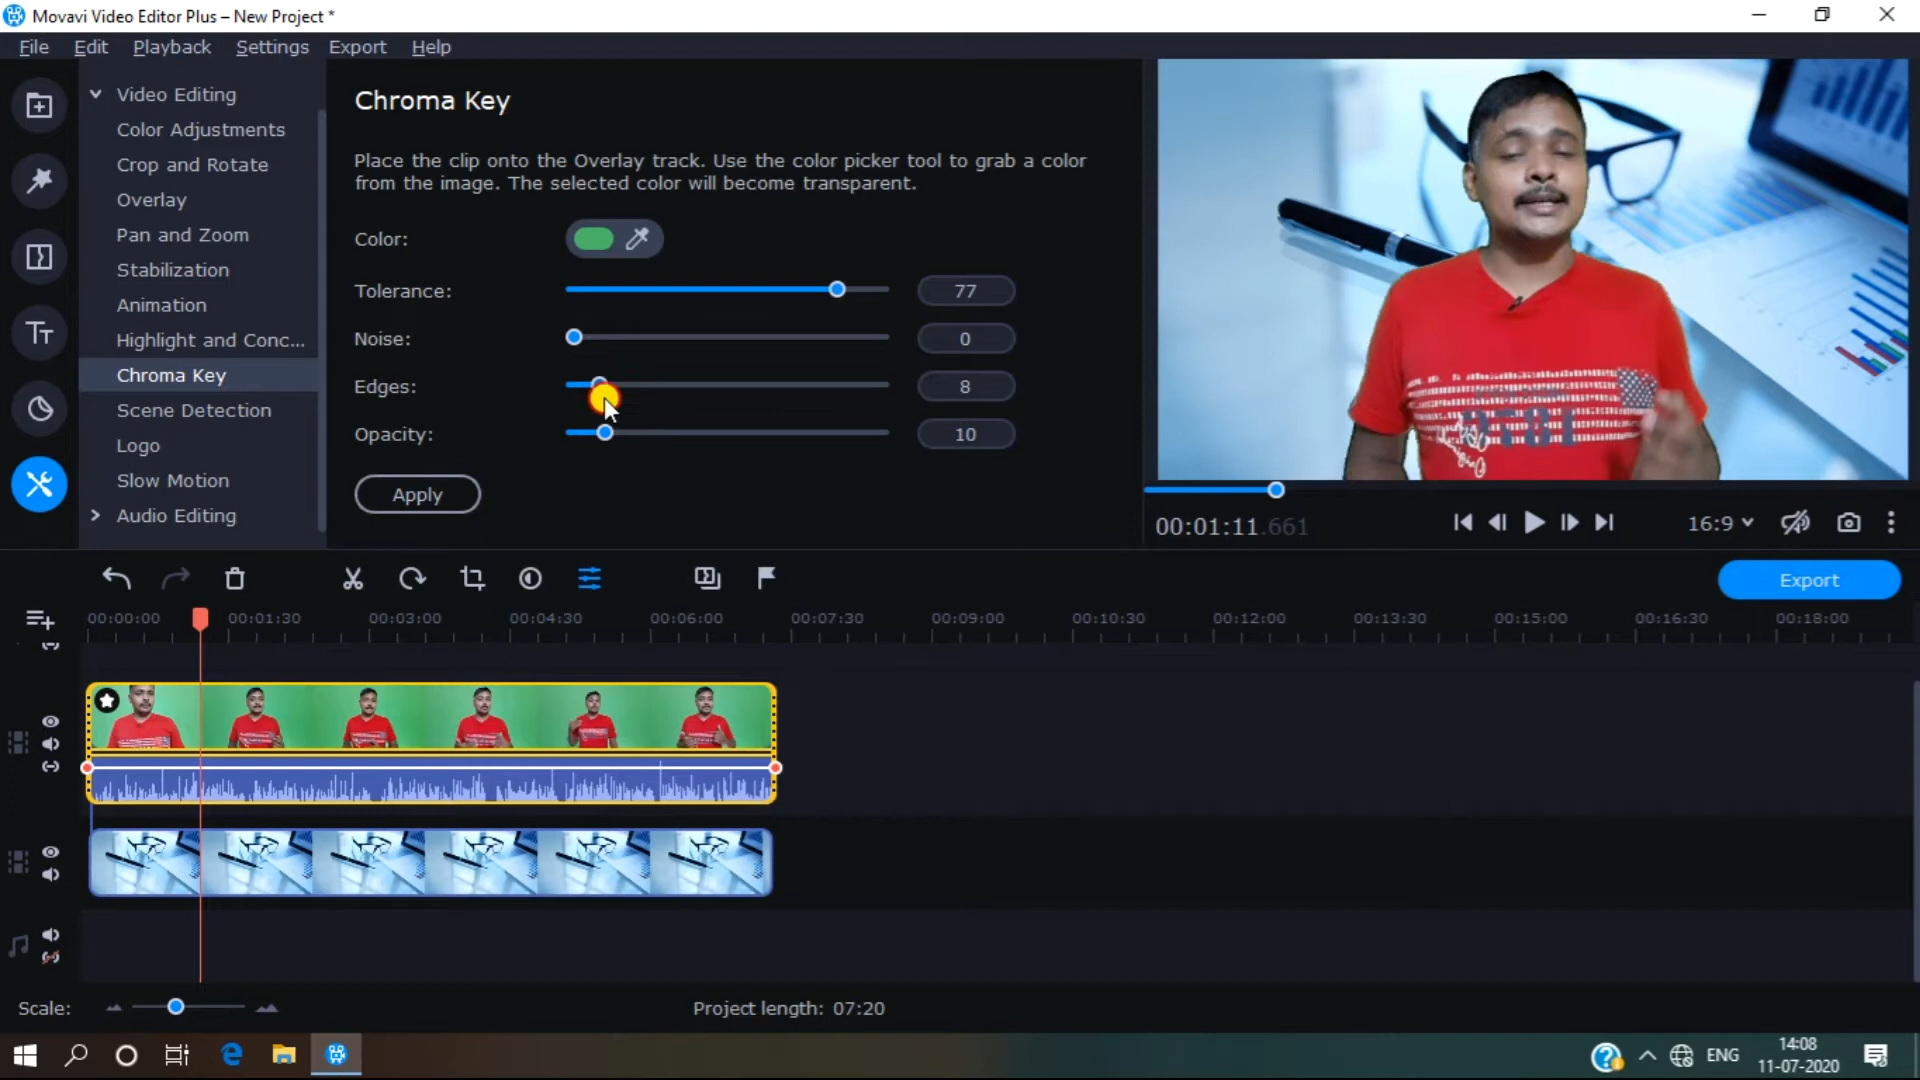 Movavi Video Editor Plus – New Project *
File Edit Playback Settings Export Help
Video Editing
Color Adjustments
Crop and Rotate
Overlay
Pan and Zoom
Stabilization
Animation
Highlight and Conc...
Chroma Key
Scene Detection
Logo
Slow Motion
Audio Editing
Chroma Key
Place the clip onto the Overlay track. Use the color picker tool to grab a color
from the image. The selected color will become transparent.
Color:
Tolerance: 77
Noise: 0
Edges: 8
Opacity: 10
Apply
00:01:11.661
16:9
Export
00:00:00 00:01:30 00:03:00 00:04:30 00:06:00 00:07:30 00:09:00 00:10:30 00:12:00 00:13:30 00:15:00 00:16:30 00:18:00
Scale:
Project length: 07:20
ENG
14:08
11-07-2020